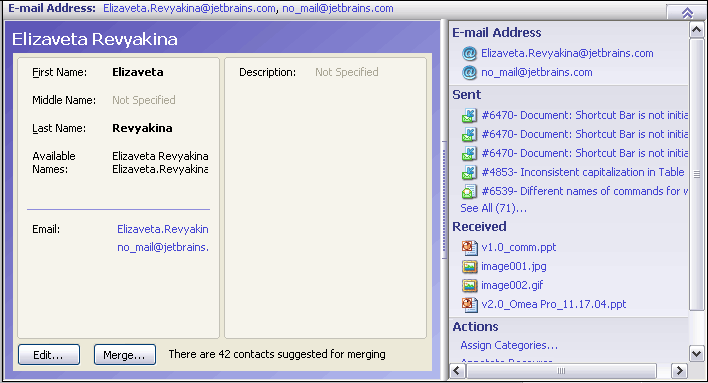 E-mail Address: Elizaveta.Revyakina@jetbrains.com, no_mail@jetbrains.com
Elizaveta Revyakina
First Name: Elizaveta
Middle Name: Not Specified
Last Name: Revyakina
Available Names: Elizaveta Revyakina
Elizaveta.Revyakina
Email: Elizaveta.Revyakin
no_mail@jetbrains.
Description: Not Specified
Edit...
Merge...
There are 42 contacts suggested for merging
E-mail Address
Elizaveta.Revyakina@jetbrains.com
no_mail@jetbrains.com
Sent
#6470- Document: Shortcut Bar is not initia
#6470- Document: Shortcut Bar is not initia
#6470- Document: Shortcut Bar is not initia
#4853- Inconsistent capitalization in Table
#6539- Different names of commands for w
See All (71)...
Received
v1.0_comm.ppt
image001.jpg
image002.gif
v2.0_Omea Pro_11.17.04.ppt
Actions
Assign Categories...